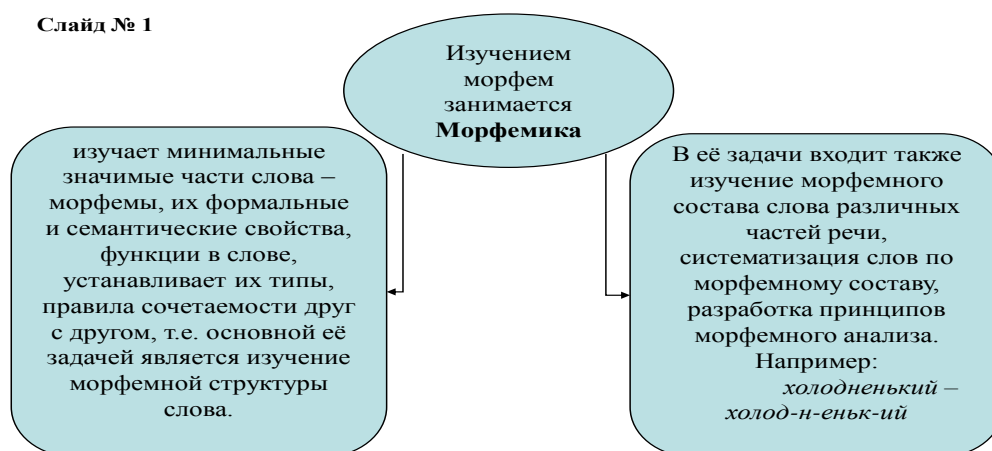 Слайд № 1
Изучением
морфем
занимается
Морфемика
изучает минимальные
значимые части слова –
морфемы, их формальные
и семантические свойства,
функции в слове,
устанавливает их типы,
правила сочетаемости друг
с другом, т.е. основной её
задачей является изучение
морфемной структуры
слова.
В её задачи входит также
изучение морфемного
состава слова различных
частей речи,
систематизация слов по
морфемному составу,
разработка принципов
морфемного анализа.
Например:
холодненький –
холод-н-еньк-ий